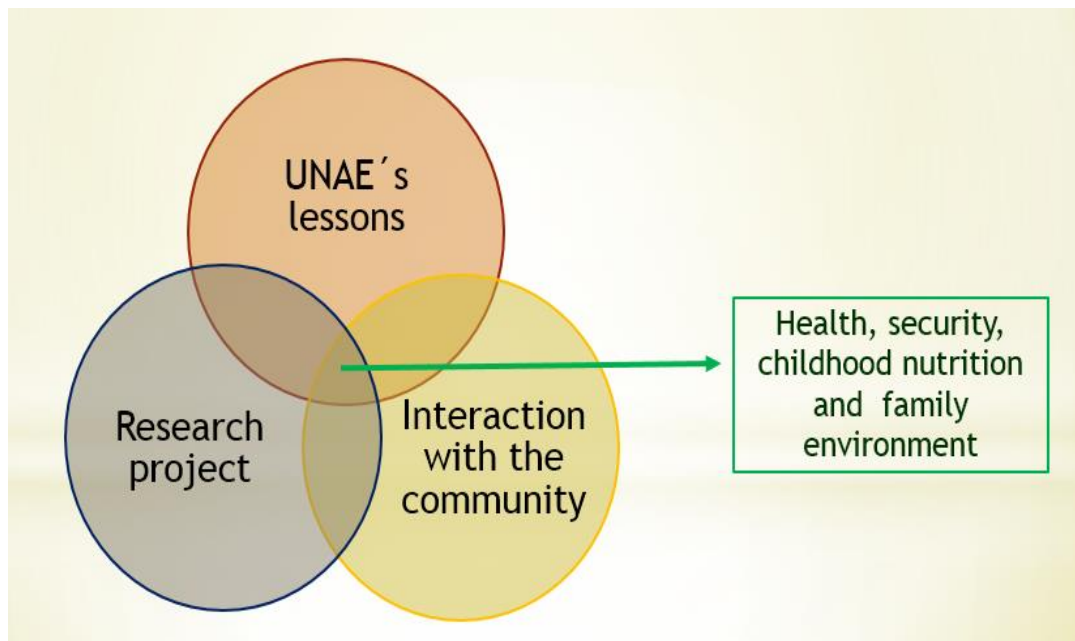 UNAE´s
lessons
Research
project
Interaction
with the
community
Health, security,
childhood nutrition
and family
environment